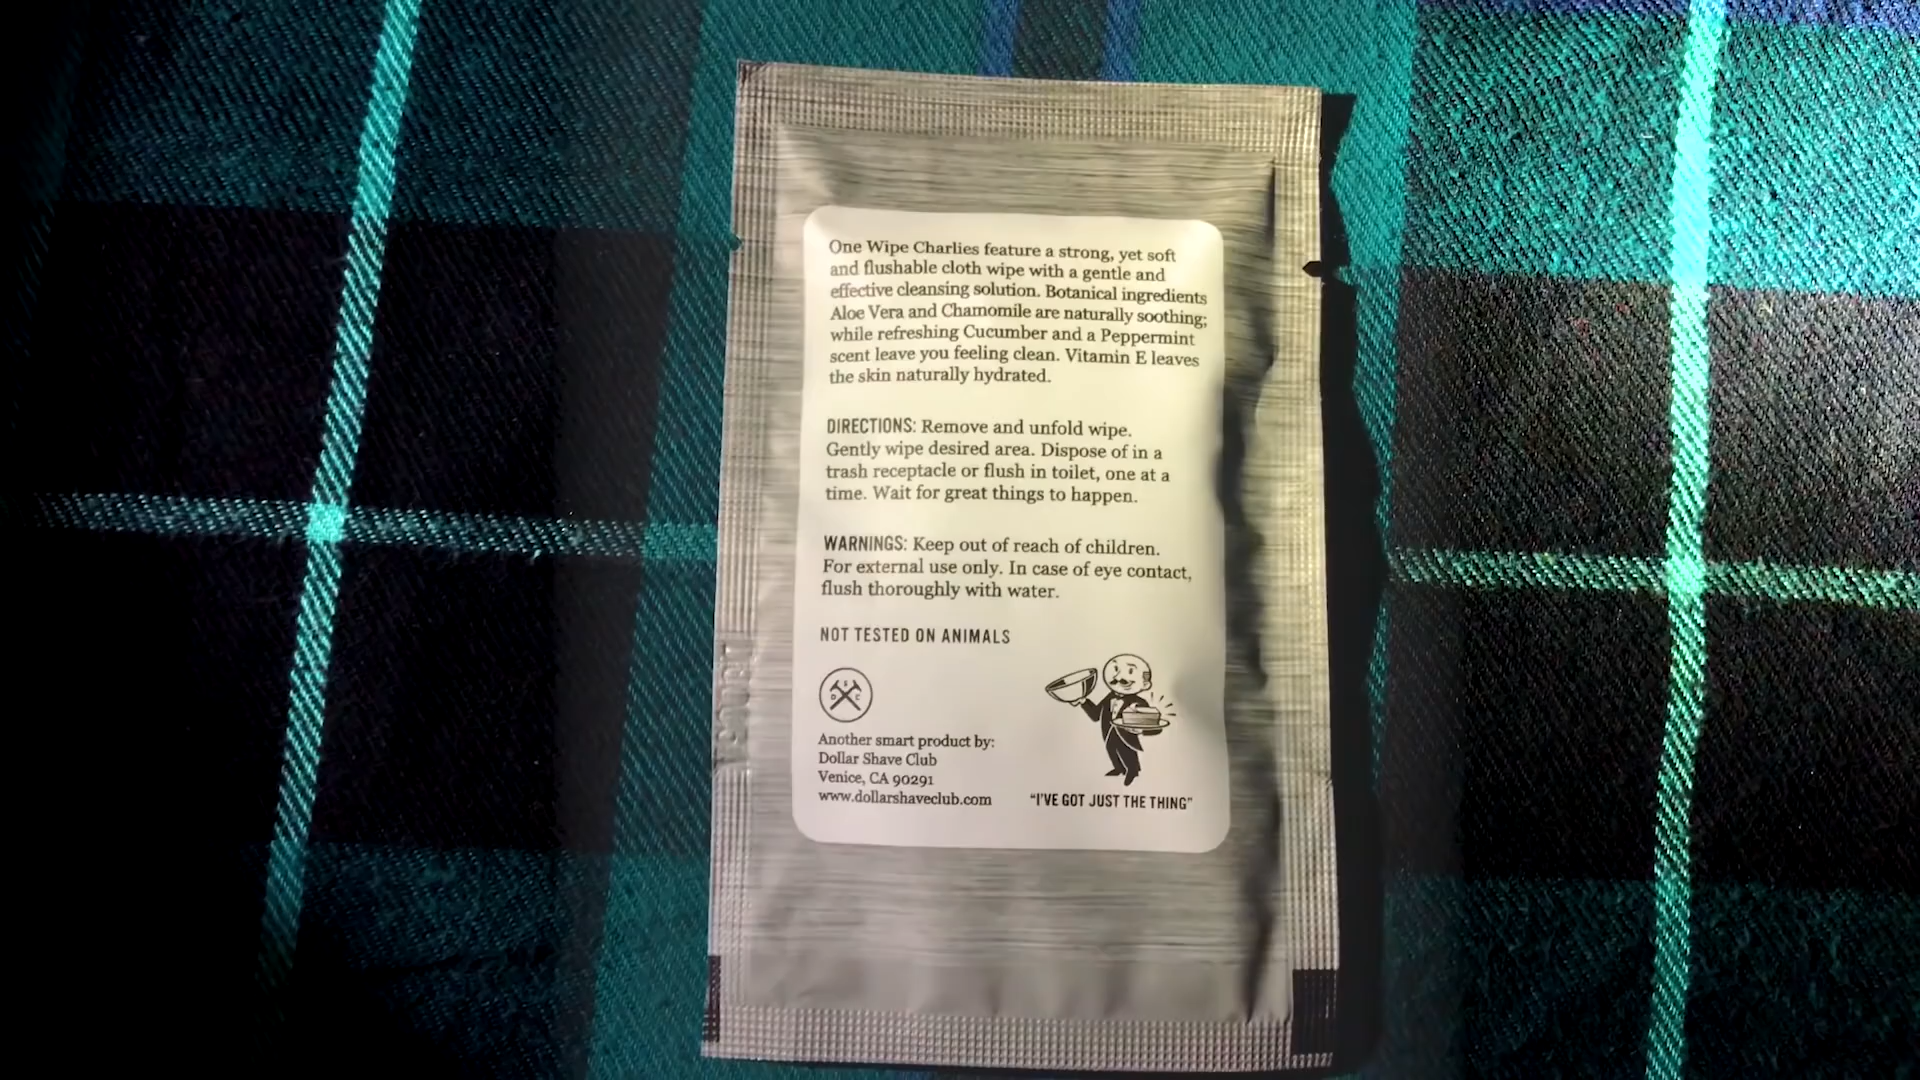 One Wipe Charlies feature a strong, yet soft
and flushable cloth wipe with a gentle and
effective cleansing solution. Botanical ingredients
Aloe Vera and Chamomile are naturally soothing;
while refreshing Cucumber and a Peppermint
scent leave you feeling clean. Vitamin E leaves
the skin naturally hydrated.
DIRECTIONS: Remove and unfold wipe.
Gently wipe desired area. Dispose of in a
trash receptacle or flush in toilet, one at a
time. Wait for great things to happen.
WARNINGS: Keep out of reach of children.
For external use only. In case of eye contact,
flush thoroughly with water.
NOT TESTED ON ANIMALS
D S C
Another smart product by:
Dollar Shave Club
Venice, CA 90291
www.dollarshaveclub.com
“I’VE GOT JUST THE THING”